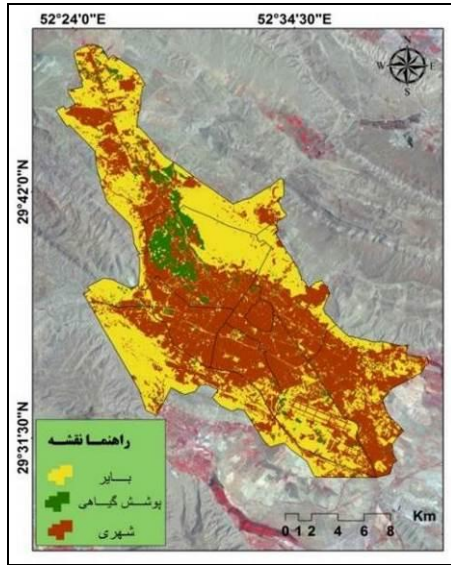 52°24'0"E
52°34'30"E
N
W
E
S
29°42'0"N
29°31'30"N
راهنما نقشه
بایر
پوشش گیاهی
شهری
Km
0 1 2 4 6 8